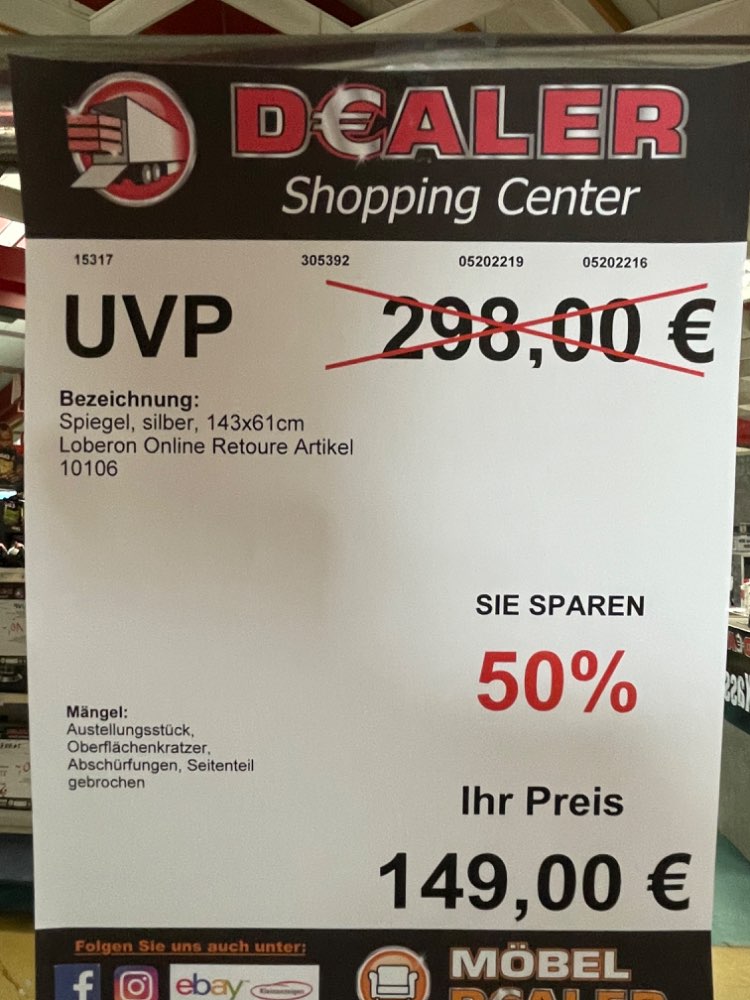 D€ALER
Shopping Center
15317 305392 05202219 05202216
UVP 298,00 €
Bezeichnung:
Spiegel, silber, 143x61cm
Loberon Online Retoure Artikel
10106
SIE SPAREN
50%
Mängel:
Austellungsstück,
Oberflächenkratzer,
Abschürfungen, Seitenteil
gebrochen
Ihr Preis
149,00 €
Folgen Sie uns auch unter:
f
ebay
MÖBEL
D€ALER